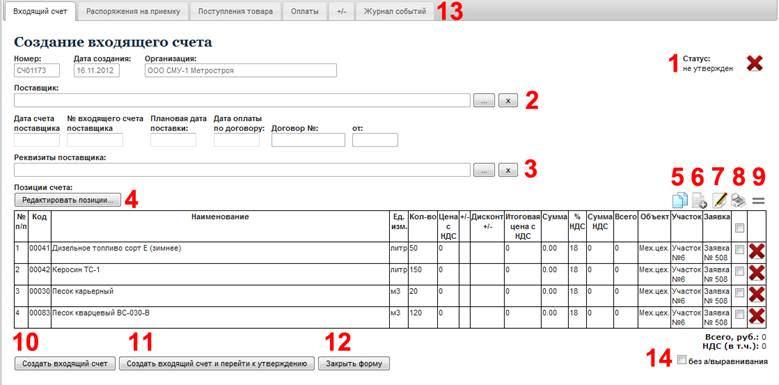 Входящий счет Распоряжения на приемку Поступления товара Оплаты +/- Журнал событий 13
Создание входящего счета
Номер: Дата создания: Организация: 1 Статус:
СЧ01173 16.11.2012 ООО СМУ-1 Метростроя не утвержден
Поставщик:
... x 2
Дата счета № входящего счета Плановая дата Дата оплаты
поставщика поставщика поставки: по договору: Договор №: от:
Реквизиты поставщика:
... x 3
Позиции счета: 5 6 7 8 9
Редактировать позиции... 4
№ Код Наименование Ед. Кол-во Цена +/- Дисконт Итоговая Сумма % Сумма Всего Объект Участок Заявка
п/п изм. с +/- цена с НДС НДС
НДС НДС
1 00041 Дизельное топливо сорт Е (зимнее) литр 50 0 0 0.00 18 0 0 Мех.цех. Участок Заявка
№6 № 508
2 00042 Керосин ТС-1 литр 150 0 0 0.00 18 0 0 Мех.цех. Участок Заявка
№6 № 508
3 00030 Песок карьерный м3 20 0 0 0.00 18 0 0 Мех.цех. Участок Заявка
№6 № 508
4 00083 Песок кварцевый ВС-030-В м3 120 0 0 0.00 18 0 0 Мех.цех. Участок Заявка
№6 № 508
Всего, руб.: 0
НДС (в т.ч.): 0
10 11 12
Создать входящий счет Создать входящий счет и перейти к утверждению Закрыть форму 14 без а/выравнивания